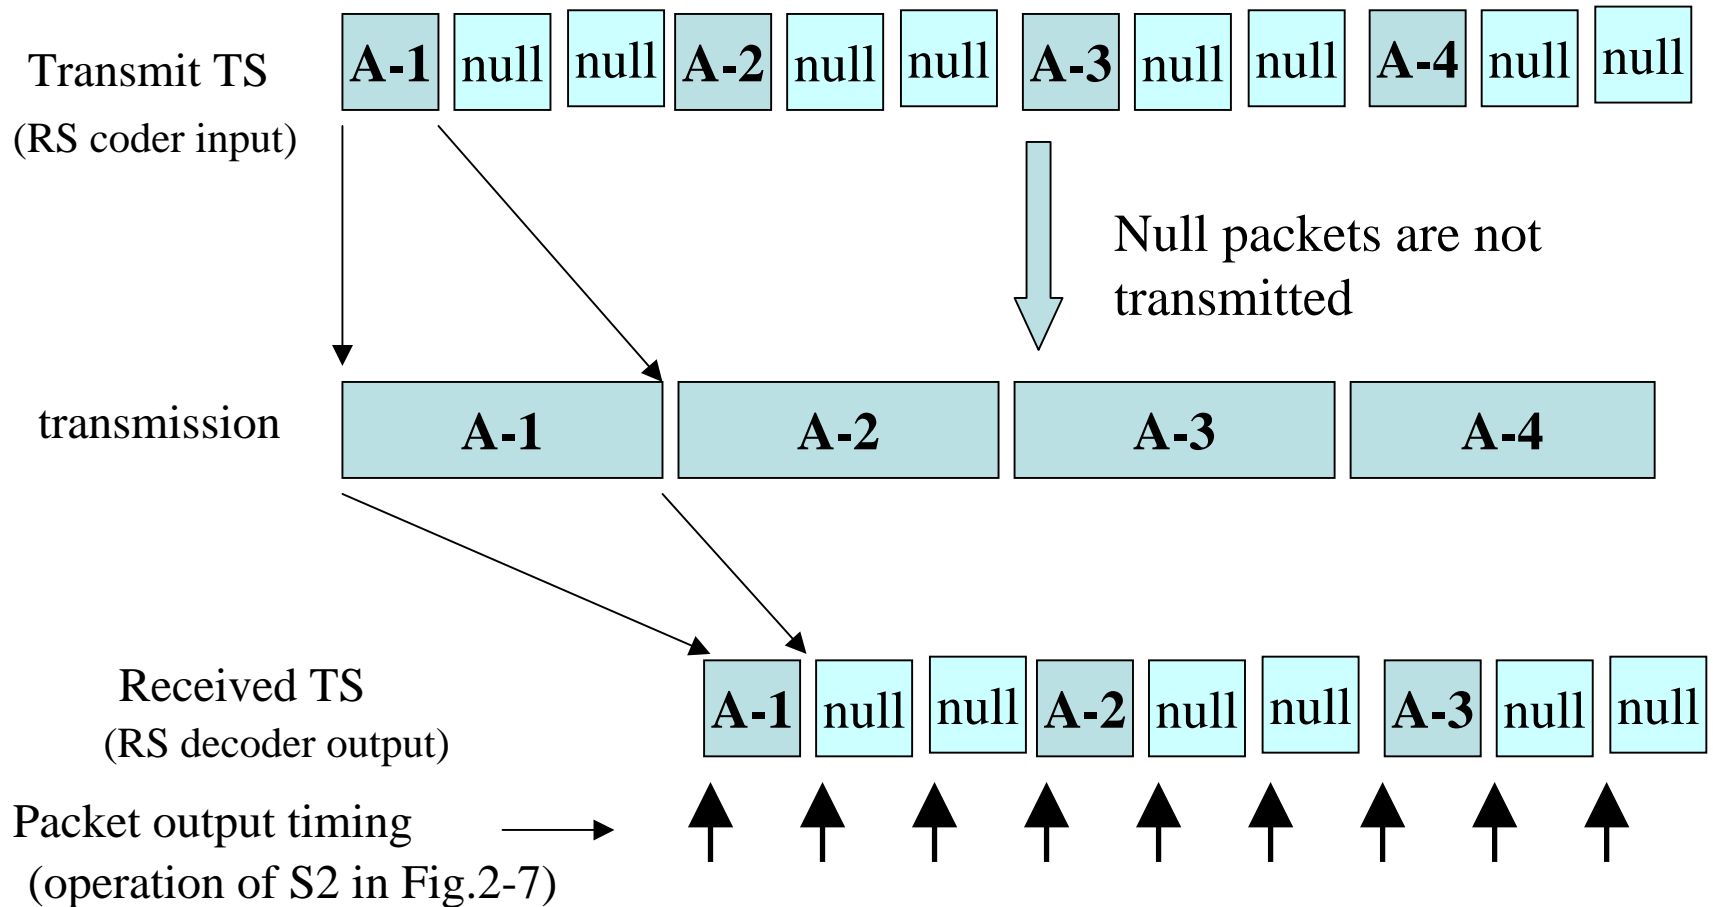 Transmit TS
(RS coder input)
A-1 null null A-2 null null A-3 null null A-4 null null
Null packets are not
transmitted
transmission
A-1 A-2 A-3 A-4
Received TS
(RS decoder output)
A-1 null null A-2 null null A-3 null null
Packet output timing
(operation of S2 in Fig.2-7)